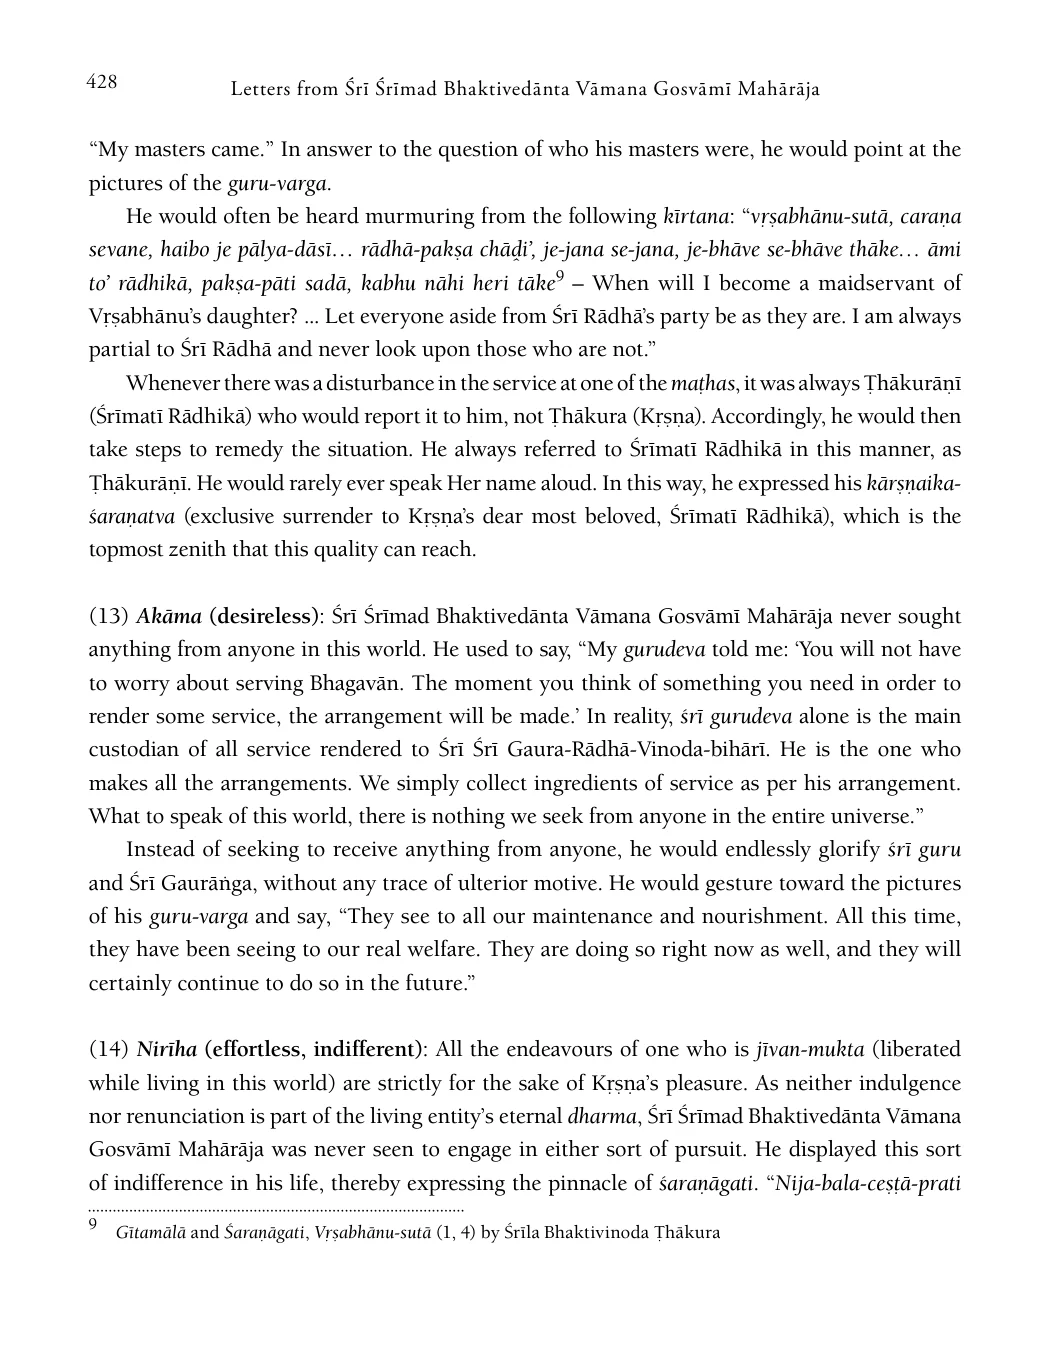 428
Letters from Śrī Śrīmad Bhaktivedānta Vāmana Gosvāmī Mahārāja
“My masters came.” In answer to the question of who his masters were, he would point at the
pictures of the guru-varga.
He would often be heard murmuring from the following kīrtana: “vṛṣabhānu-sutā, caraṇa
sevane, haibo je pālya-dāsī… rādhā-pakṣa chāḍi’, je-jana se-jana, je-bhāve se-bhāve thāke… āmi
to’ rādhikā, pakṣa-pāti sadā, kabhu nāhi heri tāke9 – When will I become a maidservant of
Vṛṣabhānu’s daughter? ... Let everyone aside from Śrī Rādhā’s party be as they are. I am always
partial to Śrī Rādhā and never look upon those who are not.”
Whenever there was a disturbance in the service at one of the maṭhas, it was always Ṭhākurāṇī
(Śrīmatī Rādhikā) who would report it to him, not Ṭhākura (Kṛṣṇa). Accordingly, he would then
take steps to remedy the situation. He always referred to Śrīmatī Rādhikā in this manner, as
Ṭhākurāṇī. He would rarely ever speak Her name aloud. In this way, he expressed his kārṣṇaika-
śaraṇatva (exclusive surrender to Kṛṣṇa’s dear most beloved, Śrīmatī Rādhikā), which is the
topmost zenith that this quality can reach.
(13) Akāma (desireless): Śrī Śrīmad Bhaktivedānta Vāmana Gosvāmī Mahārāja never sought
anything from anyone in this world. He used to say, “My gurudeva told me: ‘You will not have
to worry about serving Bhagavān. The moment you think of something you need in order to
render some service, the arrangement will be made.’ In reality, śrī gurudeva alone is the main
custodian of all service rendered to Śrī Śrī Gaura-Rādhā-Vinoda-bihārī. He is the one who
makes all the arrangements. We simply collect ingredients of service as per his arrangement.
What to speak of this world, there is nothing we seek from anyone in the entire universe.”
Instead of seeking to receive anything from anyone, he would endlessly glorify śrī guru
and Śrī Gaurāṅga, without any trace of ulterior motive. He would gesture toward the pictures
of his guru-varga and say, “They see to all our maintenance and nourishment. All this time,
they have been seeing to our real welfare. They are doing so right now as well, and they will
certainly continue to do so in the future.”
(14) Nirīha (effortless, indifferent): All the endeavours of one who is jīvan-mukta (liberated
while living in this world) are strictly for the sake of Kṛṣṇa’s pleasure. As neither indulgence
nor renunciation is part of the living entity’s eternal dharma, Śrī Śrīmad Bhaktivedānta Vāmana
Gosvāmī Mahārāja was never seen to engage in either sort of pursuit. He displayed this sort
of indifference in his life, thereby expressing the pinnacle of śaraṇāgati. “Nija-bala-ceṣṭā-prati
9 Gītamālā and Śaraṇāgati, Vṛṣabhānu-sutā (1, 4) by Śrīla Bhaktivinoda Ṭhākura